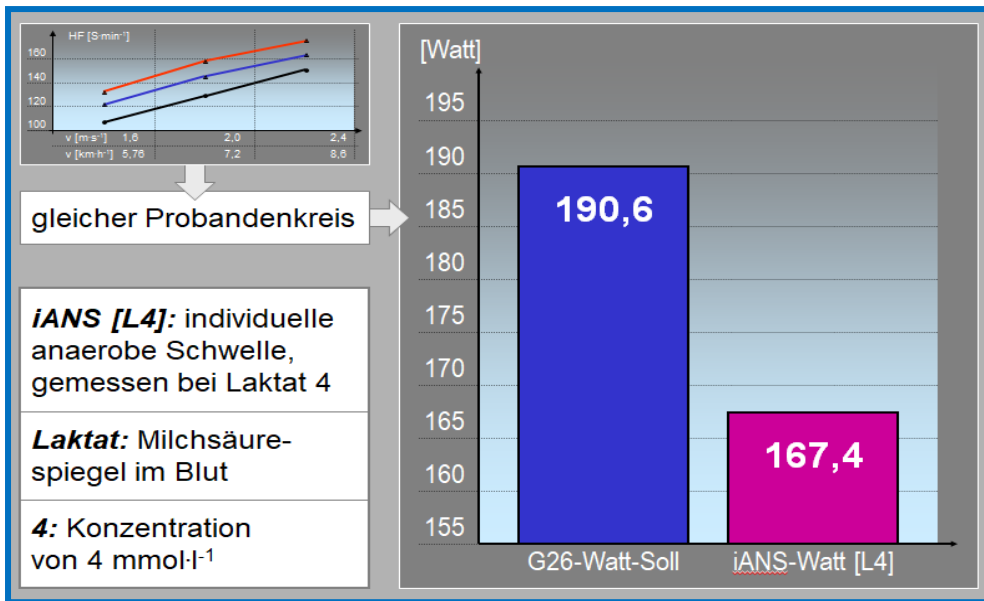 HF [S·min⁻¹]
160
140
120
100
v [m·s⁻¹] 1,6 2,0 2,4
v [km·h⁻¹] 5,76 7,2 8,6
gleicher Probandenkreis
iANS [L4]: individuelle
anaerobe Schwelle,
gemessen bei Laktat 4
Laktat: Milchsäure-
spiegel im Blut
4: Konzentration
von 4 mmol·l⁻¹
[Watt]
195
190
185
180
175
170
165
160
155
190,6
167,4
G26-Watt-Soll
iANS-Watt [L4]